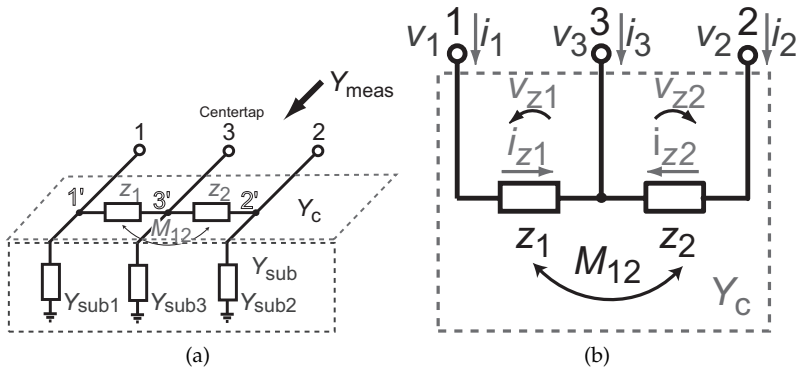 Y_meas
Centertap
1 3 2
1' z_1 3' z_2 2'
M_12 Y_c
Y_sub
Y_sub1 Y_sub3 Y_sub2
(a)
v_1 1 i_1 v_3 3 i_3 v_2 2 i_2
v_z1 v_z2
i_z1 i_z2
z_1 z_2
M_12
Y_c
(b)